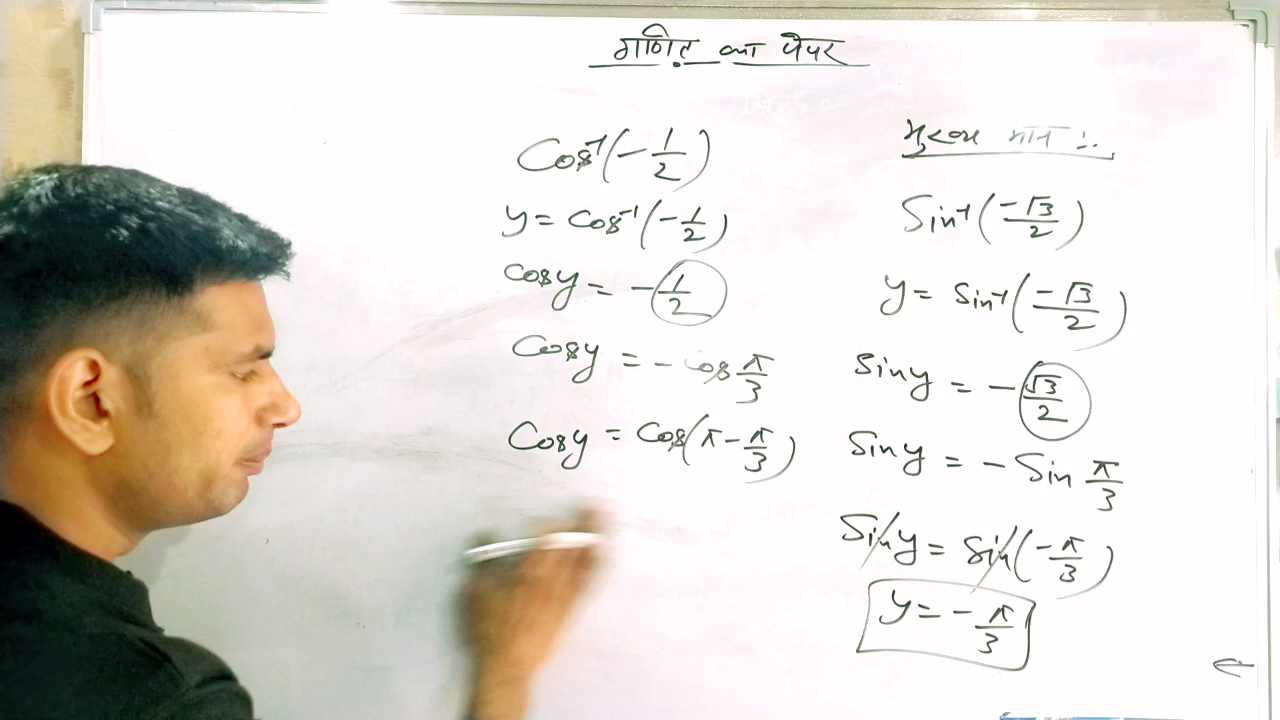 गणित का पेपर
Cos⁻¹(-1/2)
y = Cos⁻¹(-1/2)
Cosy = -1/2
Cosy = -Cos π/3
Cosy = Cos(π - π/3)
मुख्य मान :-
Sin⁻¹(-√3/2)
y = Sin⁻¹(-√3/2)
Siny = -√3/2
Siny = -Sin π/3
Siny = Sin(-π/3)
y = -π/3